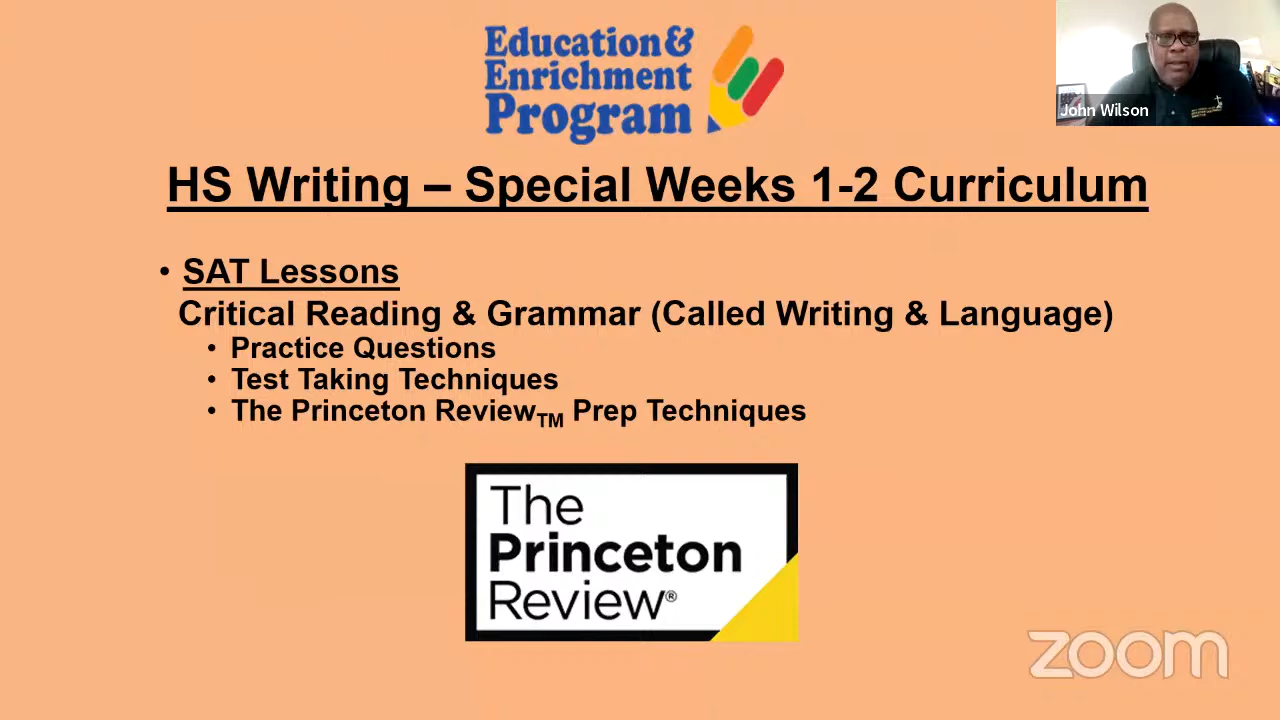 Education &
Enrichment
Program
John Wilson
HS Writing – Special Weeks 1-2 Curriculum
• SAT Lessons
Critical Reading & Grammar (Called Writing & Language)
• Practice Questions
• Test Taking Techniques
• The Princeton Review™ Prep Techniques
The
Princeton
Review®
zoom